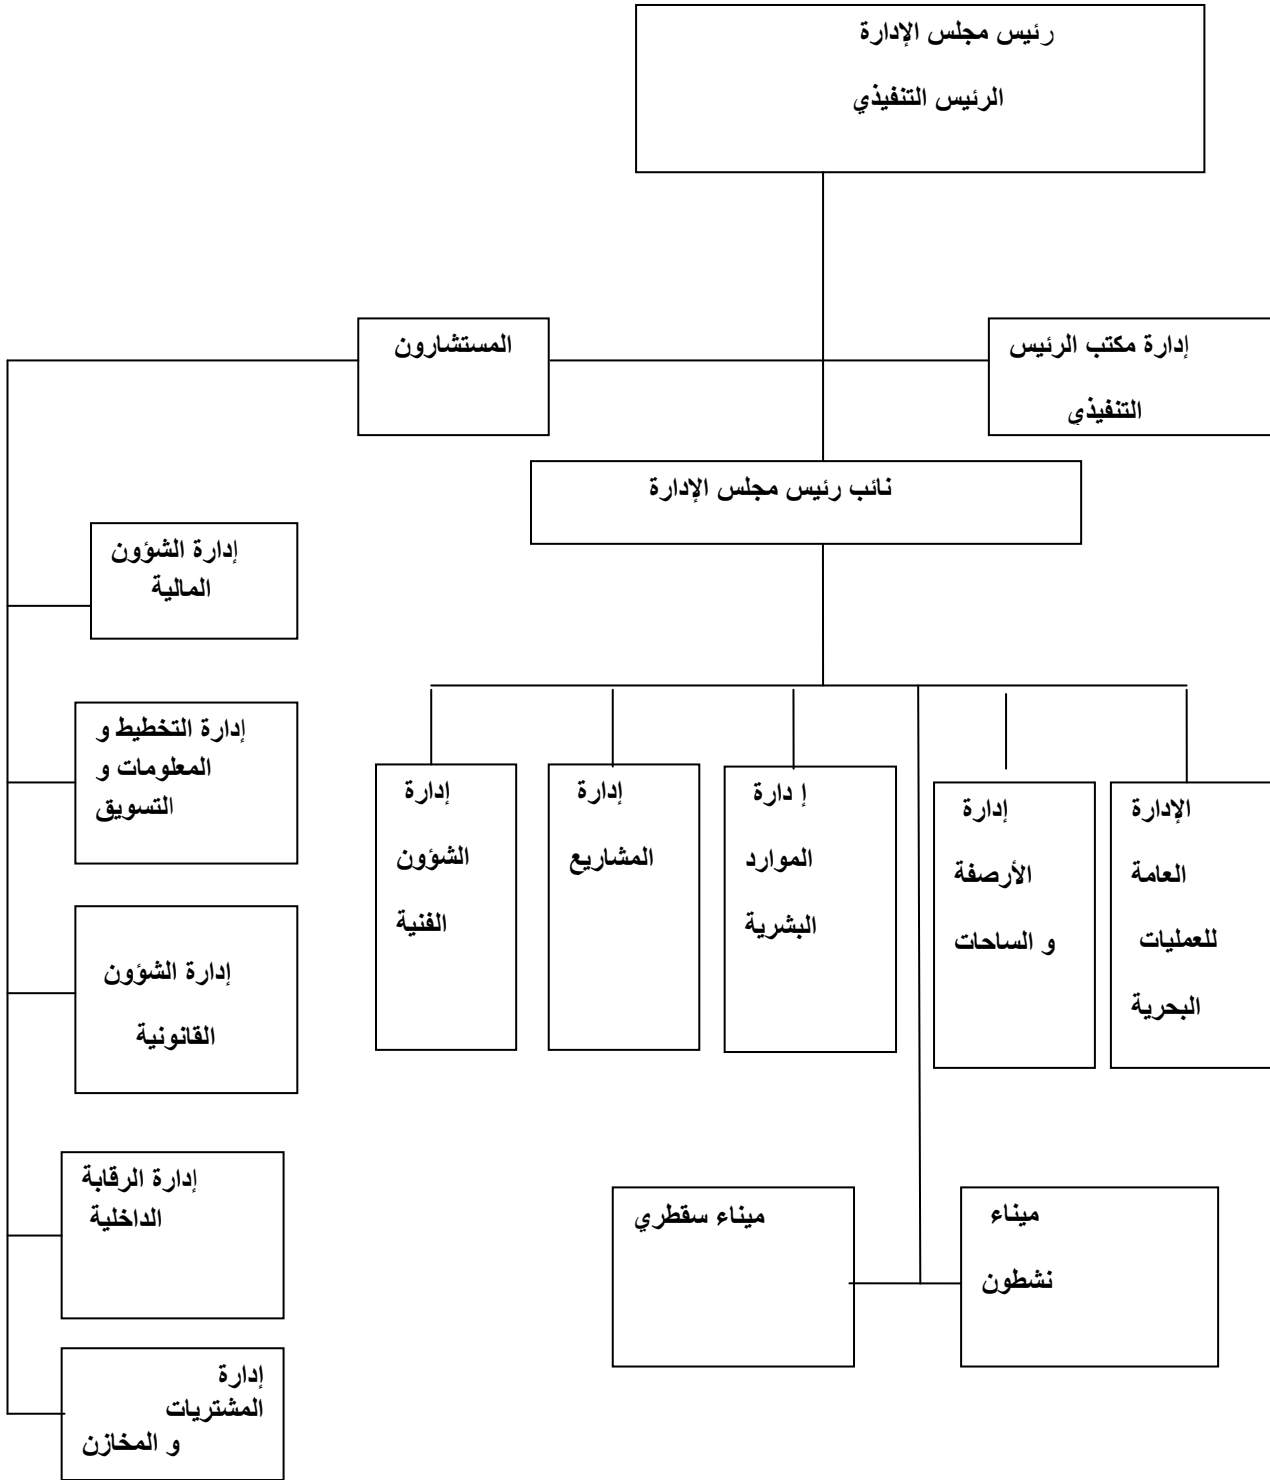 رئيس مجلس الإدارة
الرئيس التنفيذي
إدارة مكتب الرئيس
التنفيذي
المستشارون
نائب رئيس مجلس الإدارة
إدارة الشؤون
المالية
إدارة التخطيط و
المعلومات و
التسويق
إدارة الشؤون
القانونية
إدارة الرقابة
الداخلية
إدارة
المشتريات
و المخازن
الإدارة
العامة
للعمليات
البحرية
إدارة
الأرصفة
و الساحات
إ دارة
الموارد
البشرية
إدارة
المشاريع
إدارة
الشؤون
الفنية
ميناء
نشطون
ميناء سقطري